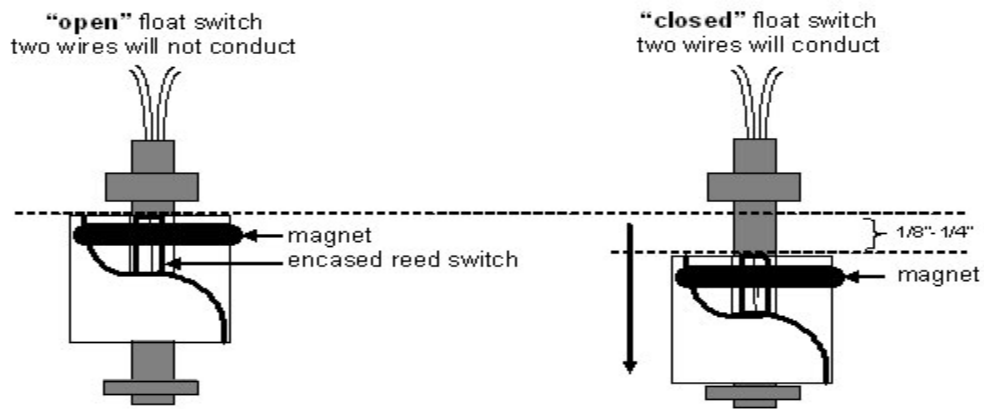 "open" float switch
two wires will not conduct
"closed" float switch
two wires will conduct
magnet
encased reed switch
1/8"-1/4"
magnet